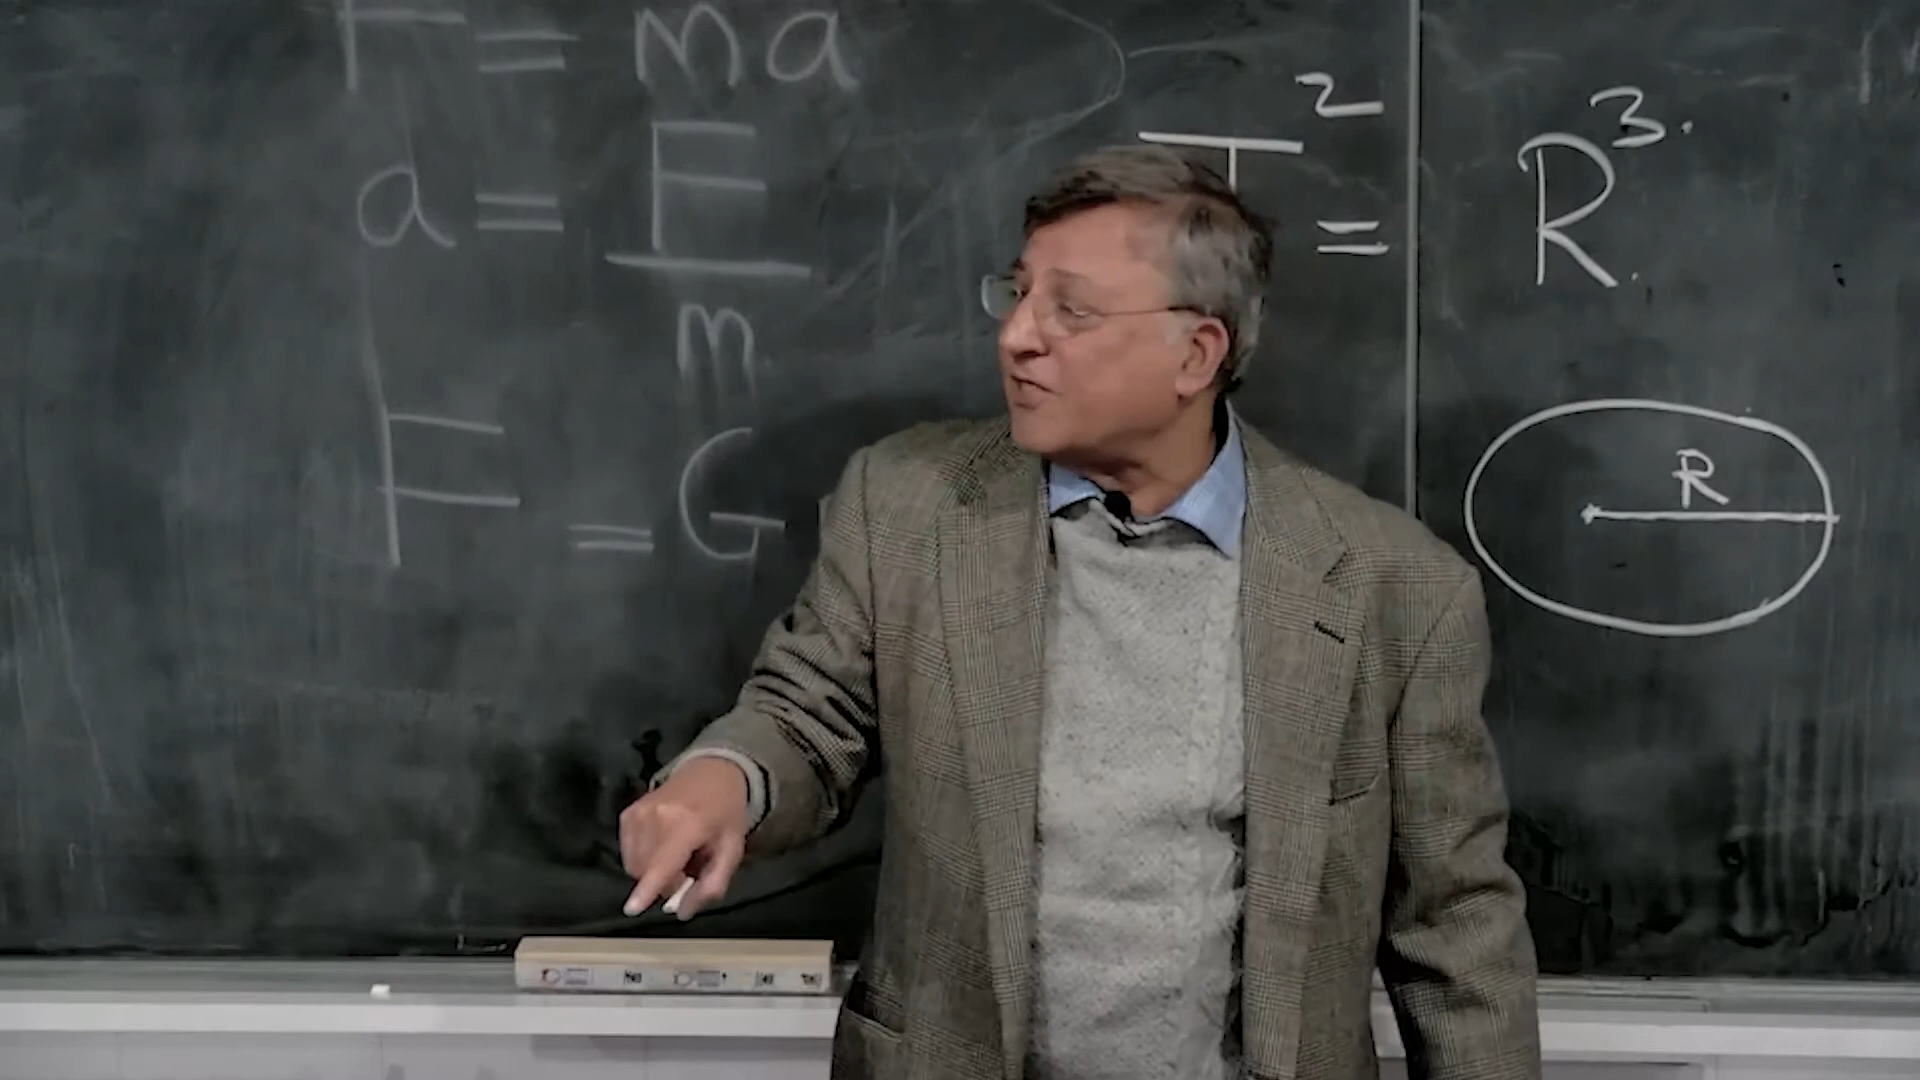 F = ma
a = F
m
F = G
T² = R³.
R